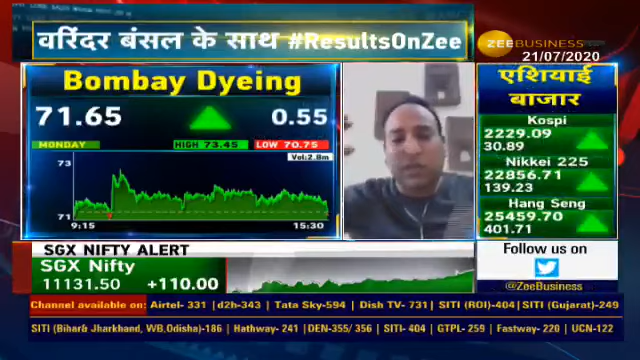 वरिंदर बंसल के साथ #ResultsOnZee
ZEEBUSINESS
21/07/2020
Bombay Dyeing
71.65 0.55
MONDAY HIGH 73.45 LOW 70.75
Vol:2.8m
73
71
9:15 15:30
एशियाई
बाजार
Kospi
2229.09
30.89
Nikkei 225
22856.71
139.23
Hang Seng
25459.70
401.71
SGX NIFTY ALERT
SGX Nifty
11131.50 +110.00
Follow us on
@ZeeBusiness
Channel available on: Airtel- 331 | d2h-343 | Tata Sky-594 | Dish TV- 731 | SITI (ROI)-404 | SITI (Gujarat)-249
SITI (Bihar& Jharkhand, WB,Odisha)-186 | Hathway- 241 | DEN-355/ 356 | SITI- 404 | GTPL- 259 | Fastway- 220 | UCN-122